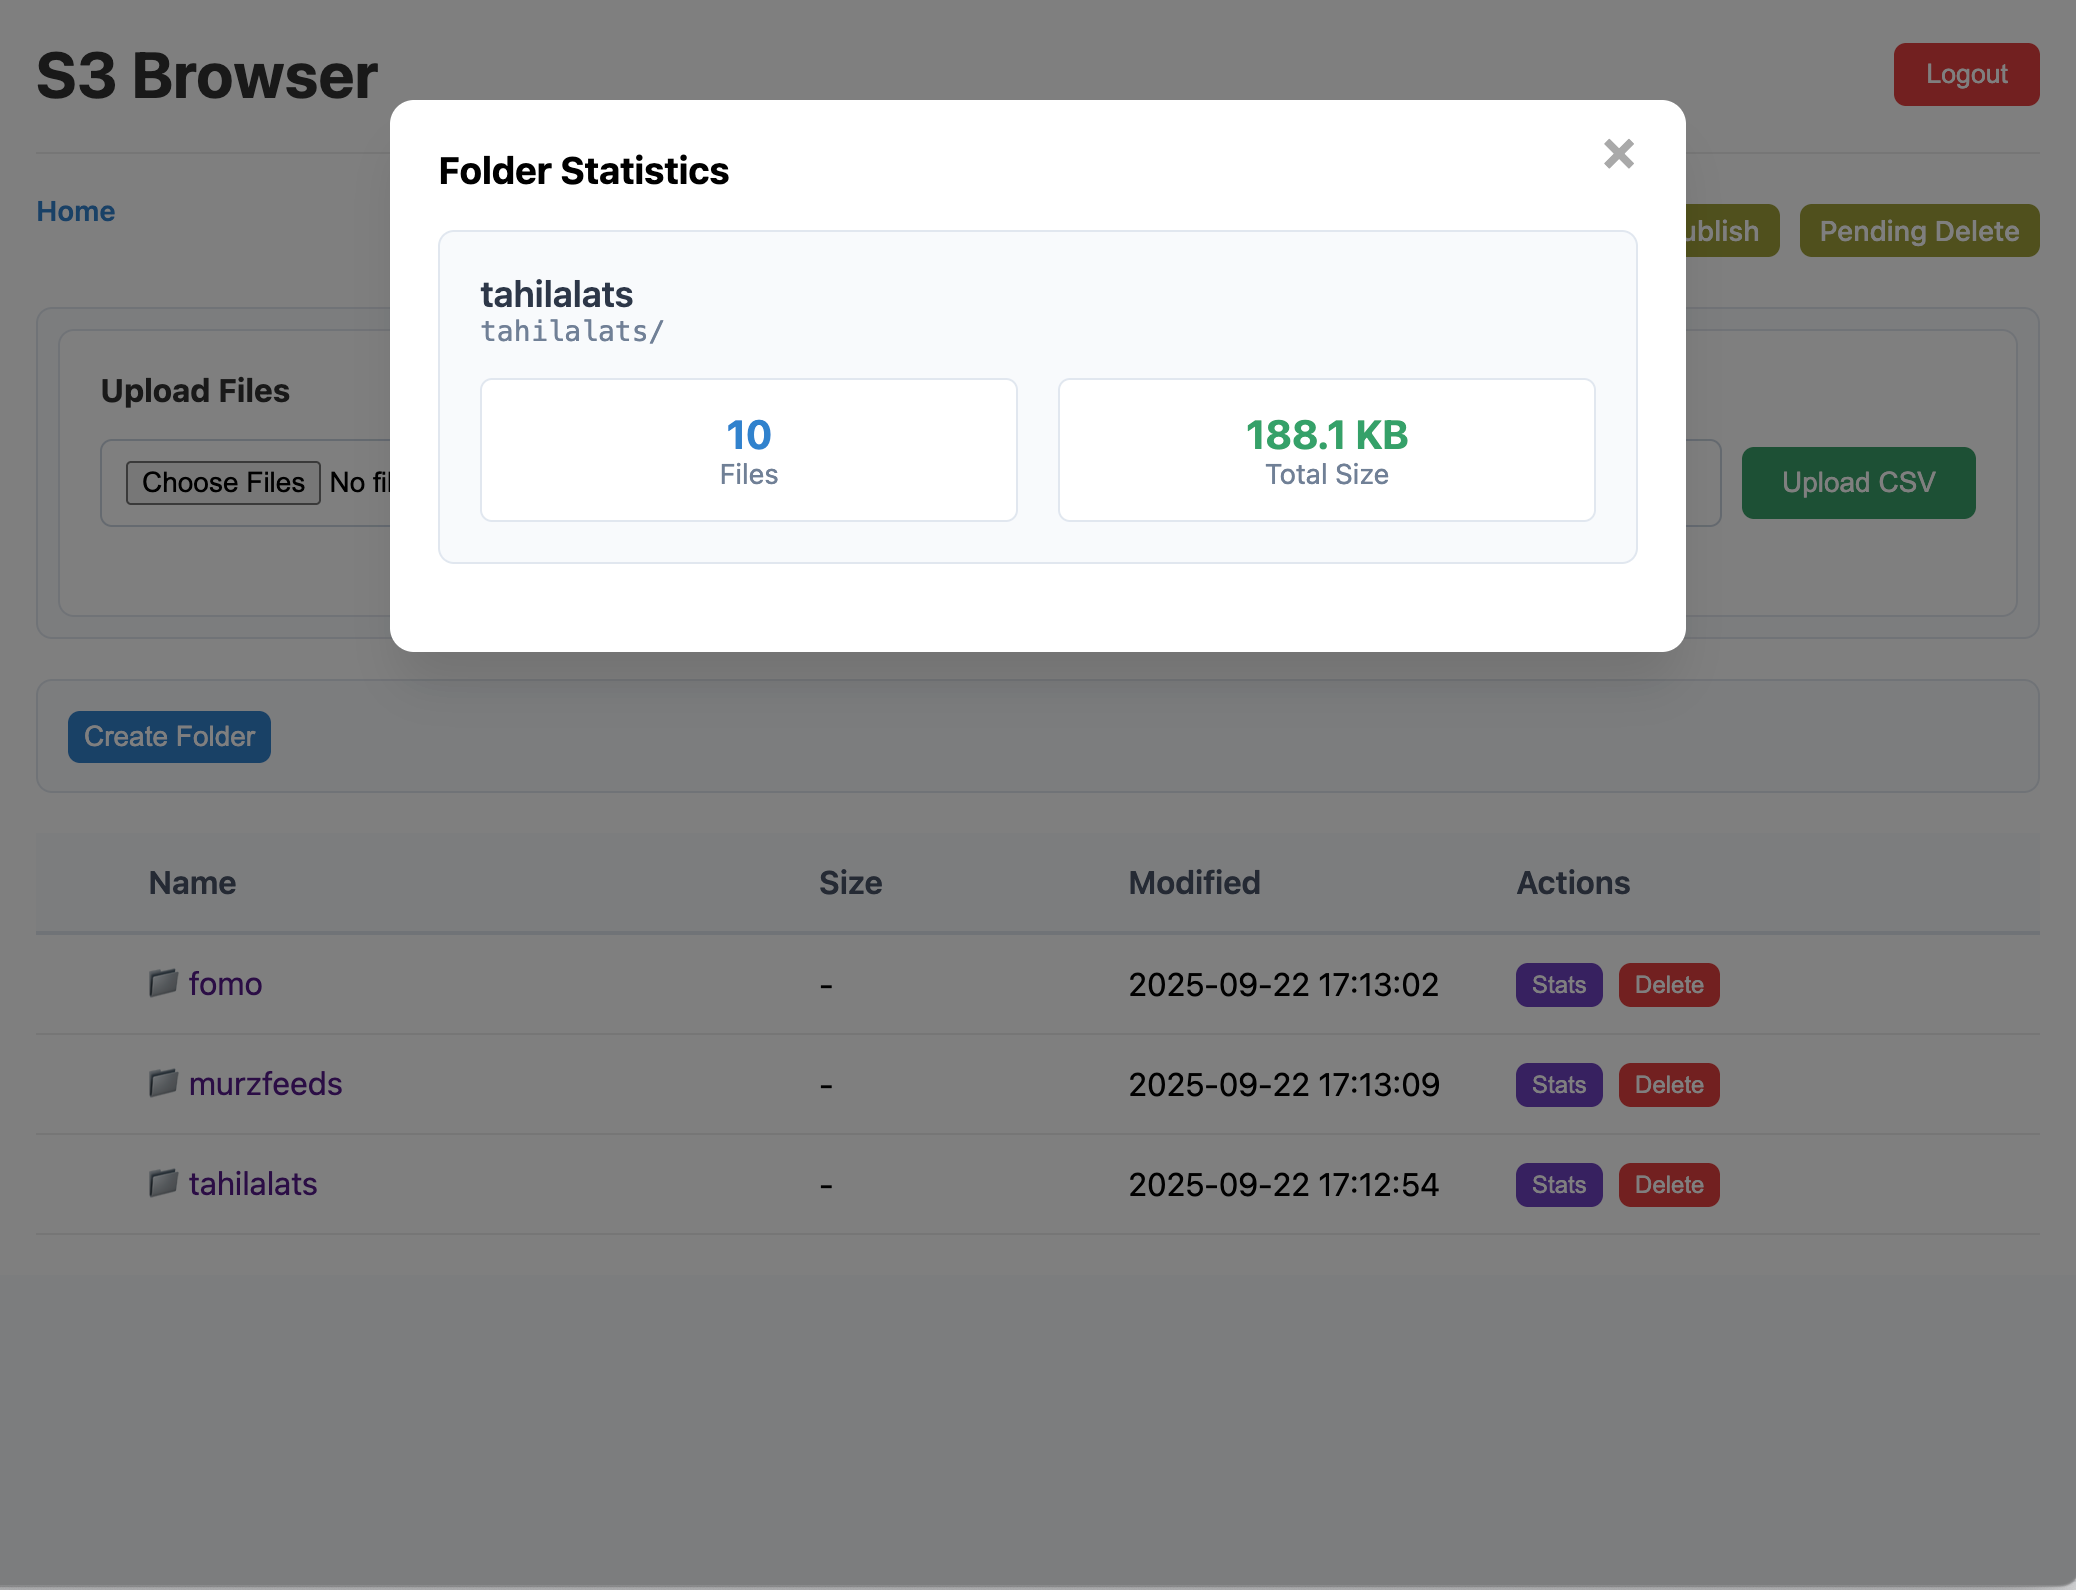 S3 Browser
Logout
Folder Statistics
×
Home
Pending Delete
tahilalats
tahilalats/
Upload Files
10
Files
188.1 KB
Total Size
Choose Files No
Upload CSV
Create Folder
Name Size Modified Actions
fomo - 2025-09-22 17:13:02 Stats Delete
murzfeeds - 2025-09-22 17:13:09 Stats Delete
tahilalats - 2025-09-22 17:12:54 Stats Delete